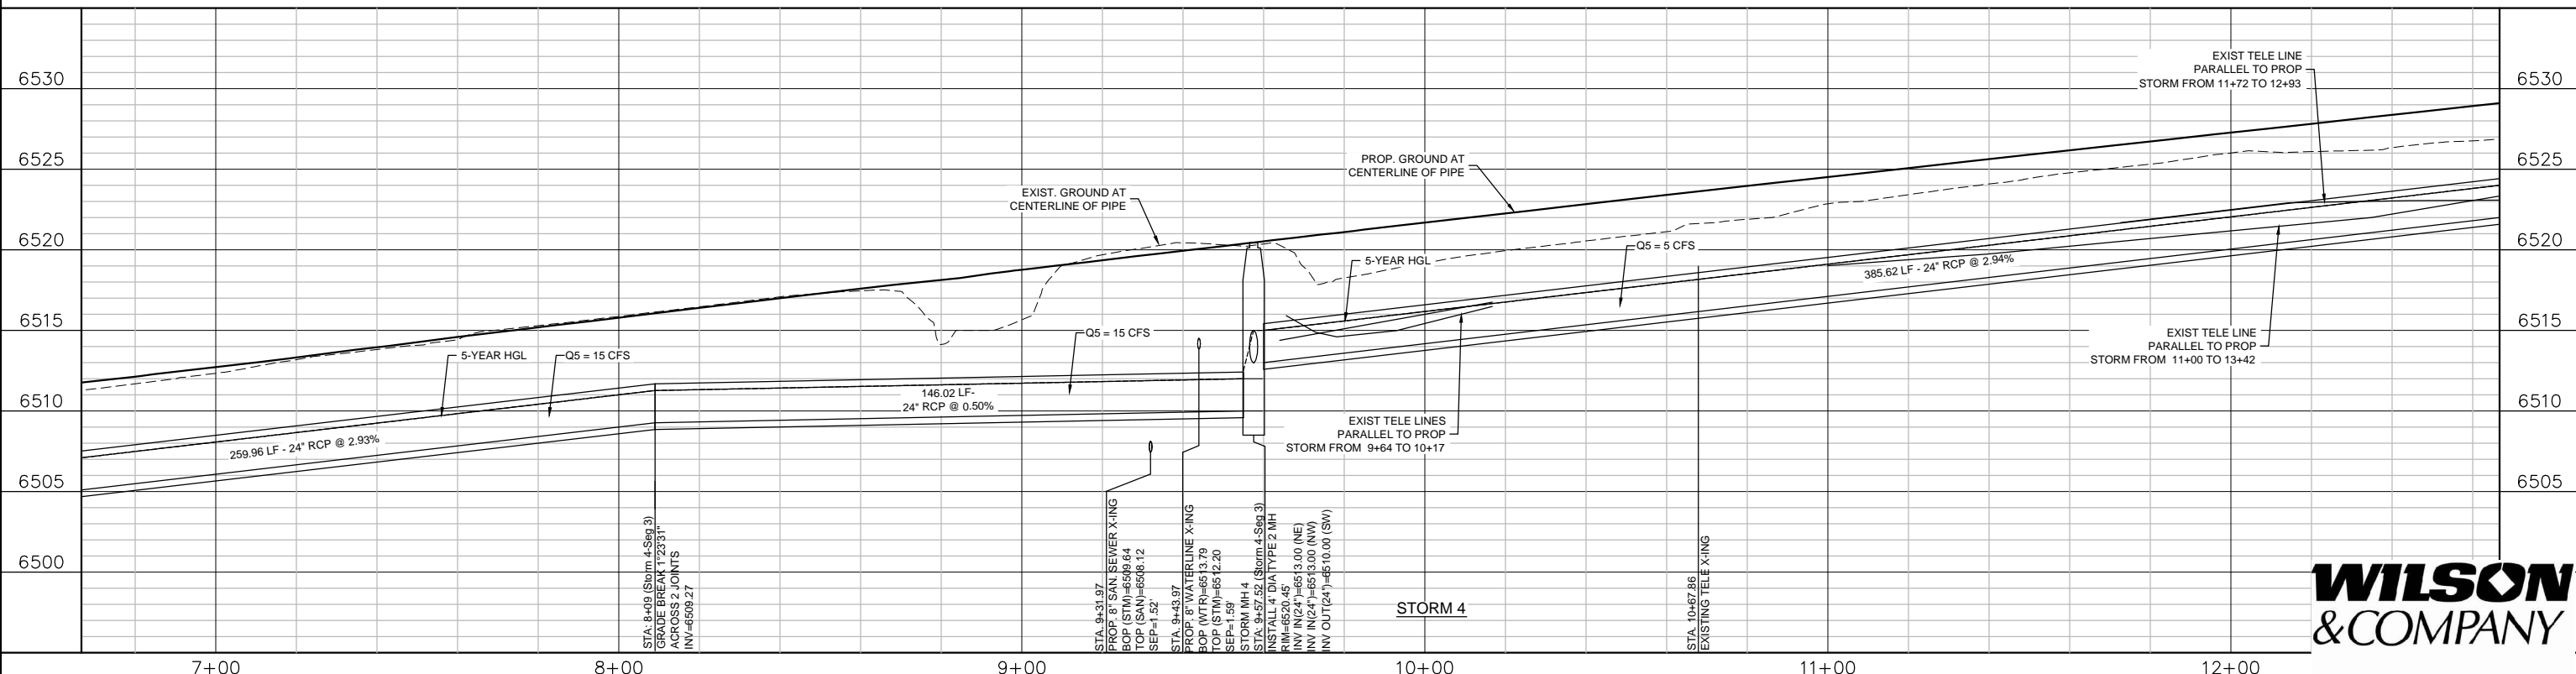 6530
6525
6520
6515
6510
6505
6500
EXIST TELE LINE
PARALLEL TO PROP
STORM FROM 11+72 TO 12+93
PROP. GROUND AT
CENTERLINE OF PIPE
EXIST. GROUND AT
CENTERLINE OF PIPE
Q5 = 5 CFS
5-YEAR HGL
385.62 LF - 24" RCP @ 2.94%
Q5 = 15 CFS
EXIST TELE LINE
PARALLEL TO PROP
STORM FROM 11+00 TO 13+42
5-YEAR HGL
Q5 = 15 CFS
146.02 LF-
24" RCP @ 0.50%
259.96 LF - 24" RCP @ 2.93%
EXIST TELE LINES
PARALLEL TO PROP
STORM FROM 9+64 TO 10+17
STA: 8+09 (Storm 4-Seg 3)
GRADE BREAK 1°23'31"
ACROSS 2 JOINTS
INV=6509.27
STA. 9+31.97
PROP. 8" SAN. SEWER X-ING
BOP (STM)=6509.64
TOP (SAN)=6508.12
SEP=1.52'
STA. 9+43.97
PROP. 8" WATERLINE X-ING
BOP (WTR)=6513.79
TOP (STM)=6512.20
SEP=1.59'
STORM MH 4
STA: 9+57.52 (Storm 4-Seg 3)
INSTALL 4' DIA TYPE 2 MH
RIM=6520.45'
INV IN(24")=6513.00 (NE)
INV IN(24")=6513.00 (NW)
INV OUT(24")=6510.00 (SW)
STORM 4
STA. 10+67.86
EXISTING TELE X-ING
6530
6525
6520
6515
6510
6505
WILSON
&COMPANY
7+00
8+00
9+00
10+00
11+00
12+00